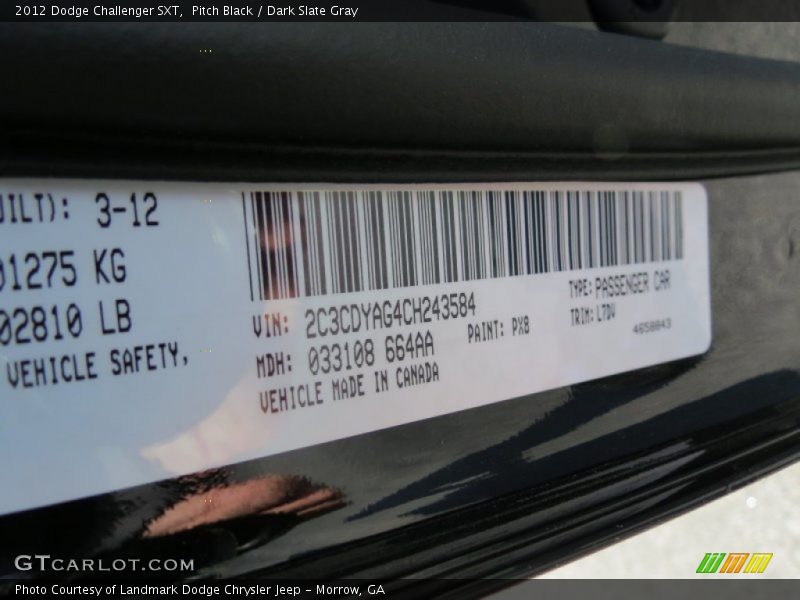 2012 Dodge Challenger SXT,  Pitch Black / Dark Slate Gray
UILT): 3-12
01275 KG
02810 LB
VEHICLE SAFETY,
VIN: 2C3CDYAG4CH243584
MDH: 033108 664AA
PAINT: PX8
VEHICLE MADE IN CANADA
TYPE: PASSENGER CAR
TRIM: L7DV
4658843
GTCARLOT.COM
Photo Courtesy of Landmark Dodge Chrysler Jeep - Morrow, GA